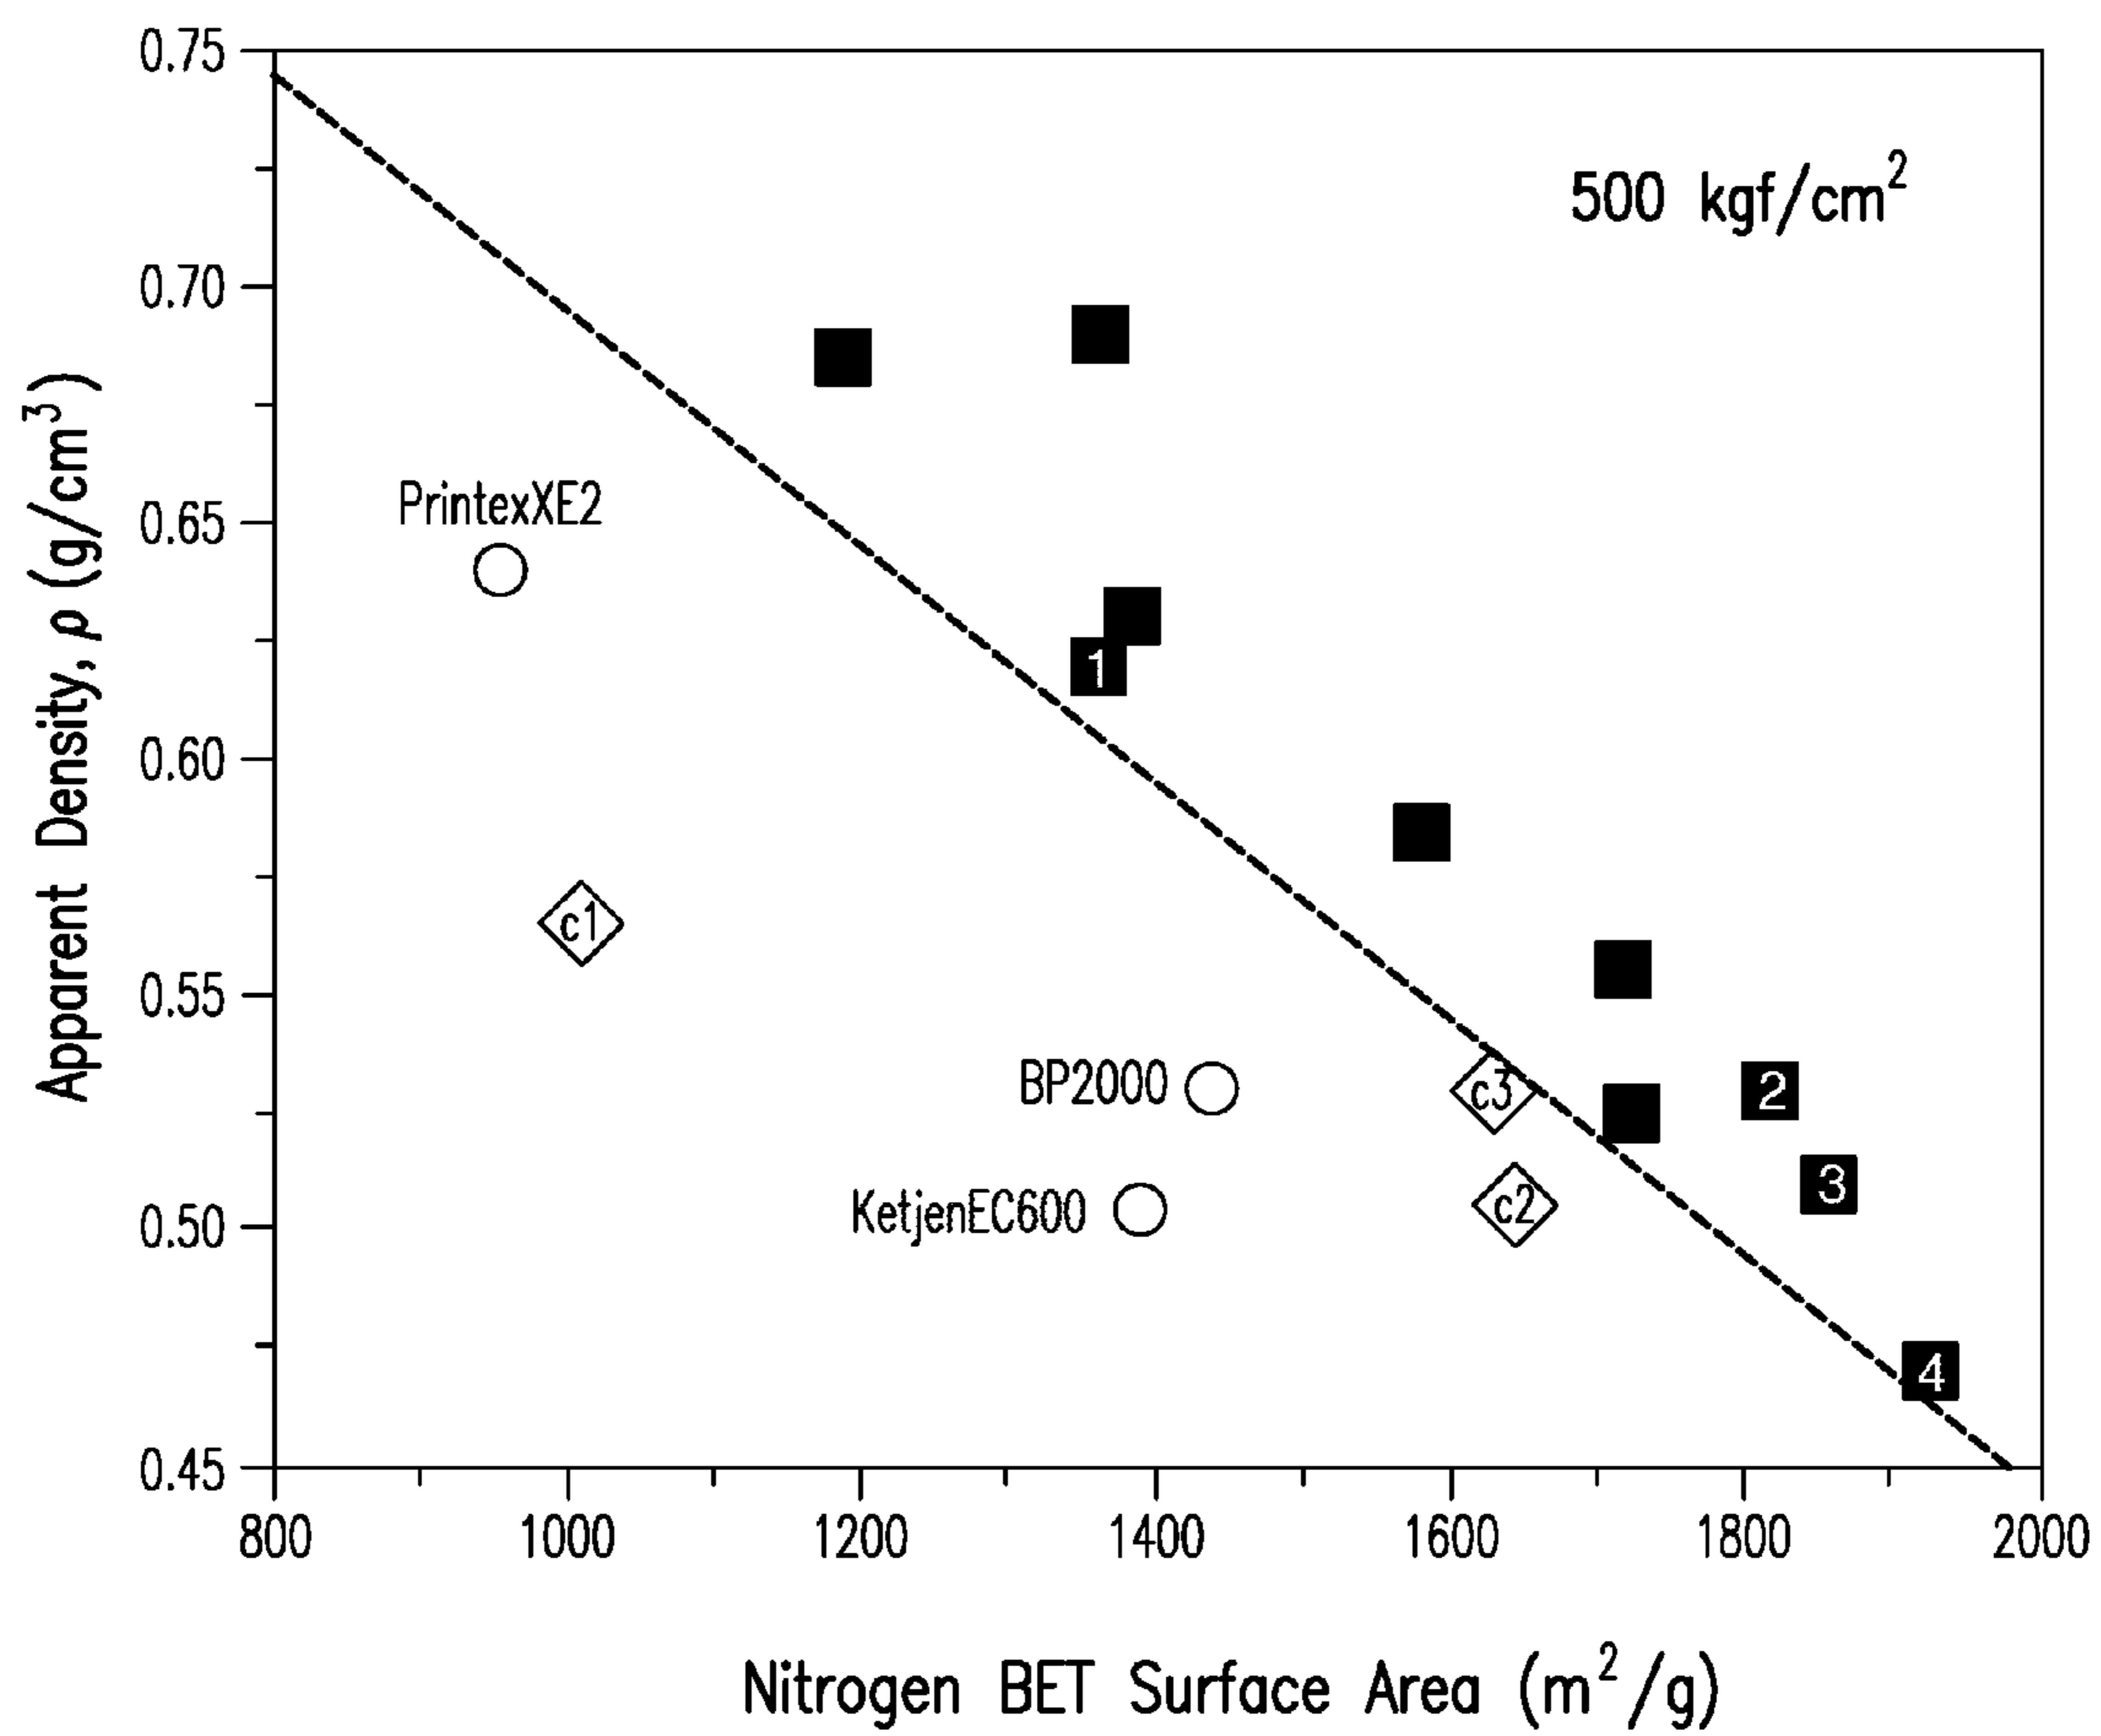 0.75
500 kgf/cm²
0.70
PrintexXE2
0.65
1
0.60
c1
0.55
BP2000
c3
2
3
KetjenEC600
c2
0.50
4
0.45
800 1000 1200 1400 1600 1800 2000
Apparent Density, ρ (g/cm³)
Nitrogen BET Surface Area (m²/g)